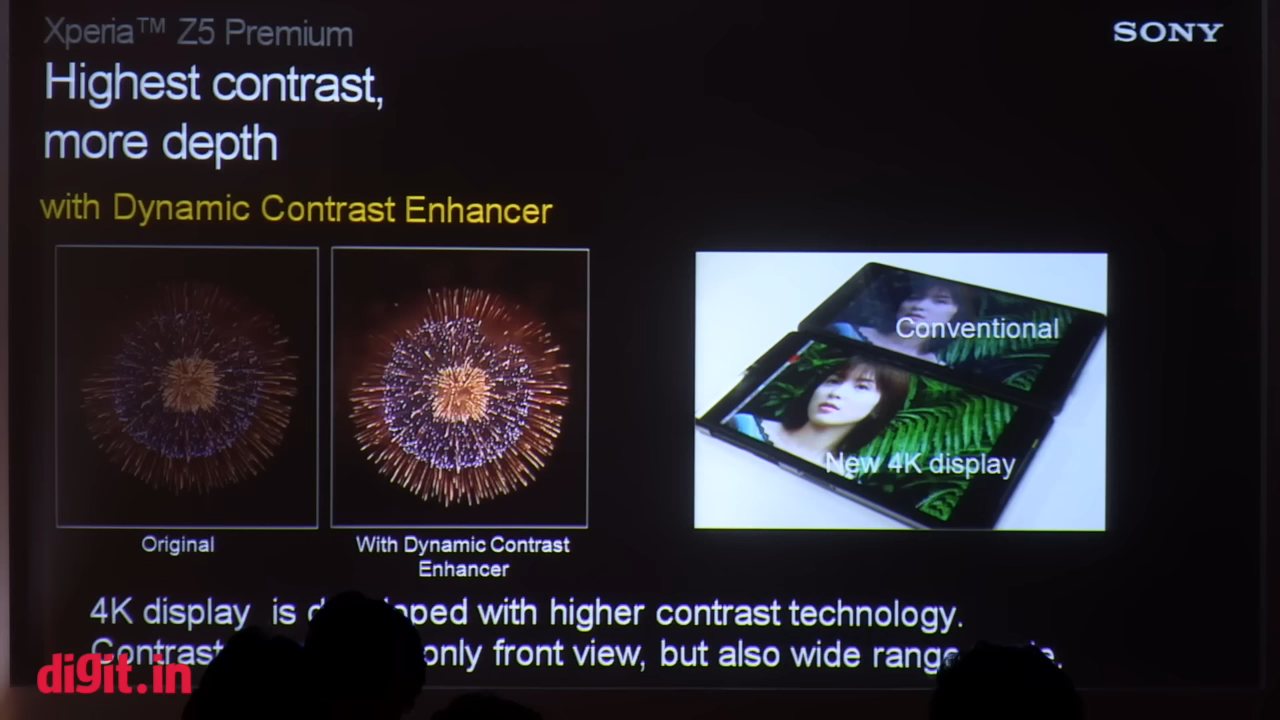 Xperia™ Z5 Premium
SONY
Highest contrast,
more depth
with Dynamic Contrast Enhancer
Conventional
New 4K display
Original
With Dynamic Contrast
Enhancer
4K display is with higher contrast technology.
Contrast only front view, but also wide range
digit.in